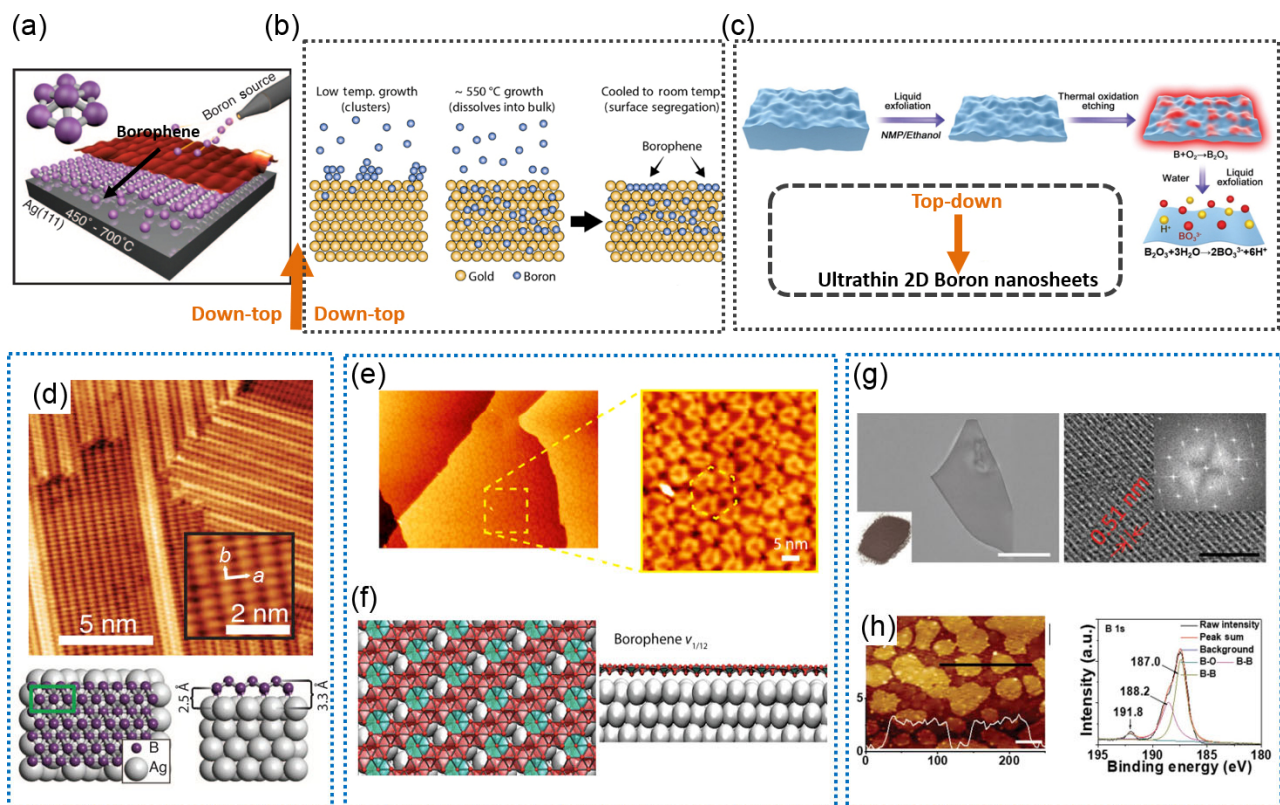 (a)
Boron source
Borophene
Ag(111) 450° - 700°C
Down-top
(b)
Low temp. growth
(clusters)
~ 550 °C growth
(dissolves into bulk)
Cooled to room temp.
(surface segregation)
Borophene
Gold
Boron
Down-top
(c)
Liquid
exfoliation
NMP/Ethanol
Thermal oxidation
etching
B+O₂→B₂O₃
Water
Liquid
exfoliation
H⁺
BO₃³⁻
B₂O₃+3H₂O→2BO₃³⁻+6H⁺
Top-down
Ultrathin 2D Boron nanosheets
(d)
b
a
5 nm
2 nm
2.5 Å
3.3 Å
B
Ag
(e)
5 nm
(f)
Borophene v1/12
(g)
0.51 nm
(h)
5
0
0
100
200
B 1s
Raw intensity
Peak sum
Background
B-O
B-B
B-B
187.0
188.2
191.8
Intensity (a.u.)
195
190
185
180
Binding energy (eV)